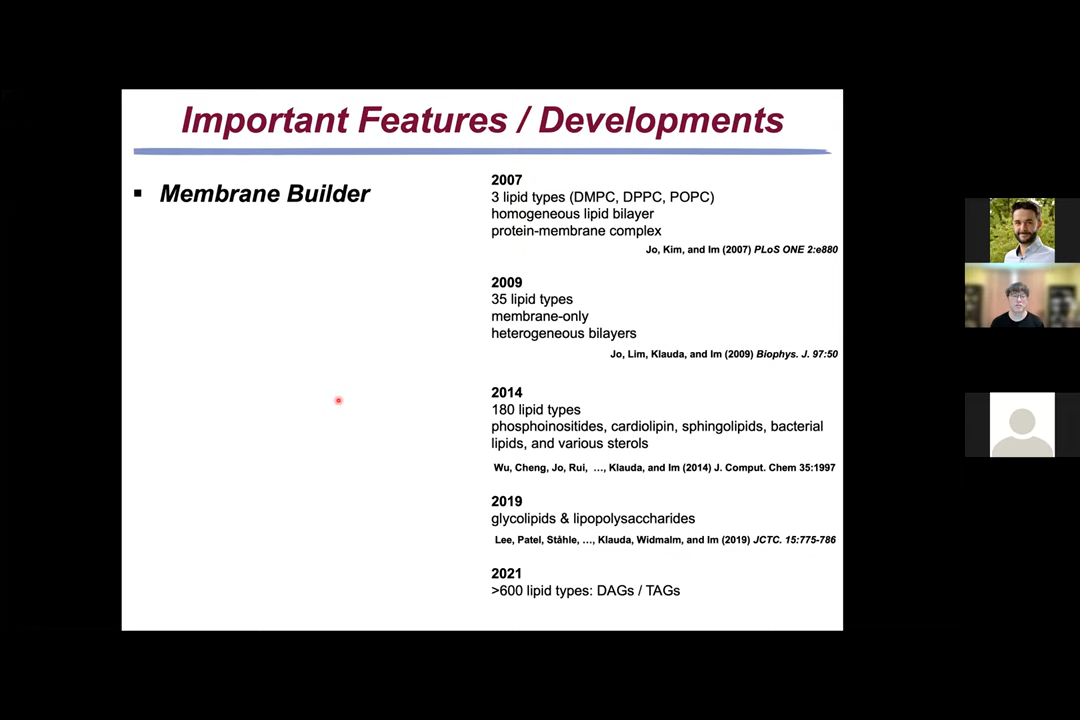 Important Features / Developments
▪ Membrane Builder
2007
3 lipid types (DMPC, DPPC, POPC)
homogeneous lipid bilayer
protein-membrane complex
Jo, Kim, and Im (2007) PLoS ONE 2:e880
2009
35 lipid types
membrane-only
heterogeneous bilayers
Jo, Lim, Klauda, and Im (2009) Biophys. J. 97:50
2014
180 lipid types
phosphoinositides, cardiolipin, sphingolipids, bacterial
lipids, and various sterols
Wu, Cheng, Jo, Rui, ..., Klauda, and Im (2014) J. Comput. Chem 35:1997
2019
glycolipids & lipopolysaccharides
Lee, Patel, Ståhle, ..., Klauda, Widmalm, and Im (2019) JCTC. 15:775-786
2021
>600 lipid types: DAGs / TAGs